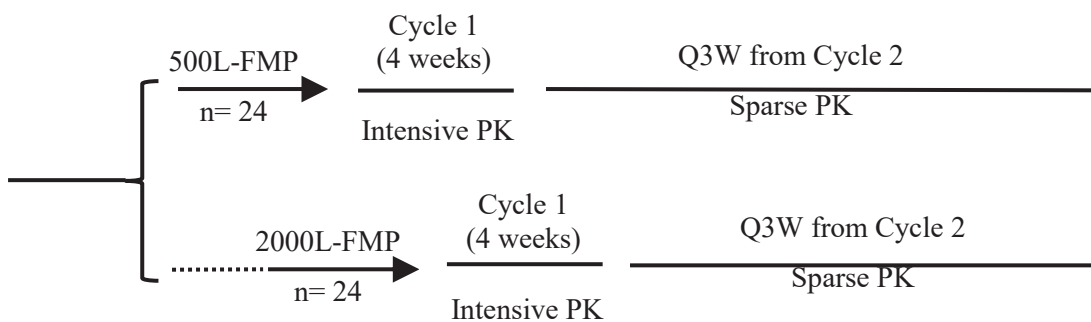 Cycle 1
(4 weeks)
500L-FMP
n= 24
Intensive PK
Q3W from Cycle 2
Sparse PK
Cycle 1
(4 weeks)
2000L-FMP
n= 24
Intensive PK
Q3W from Cycle 2
Sparse PK